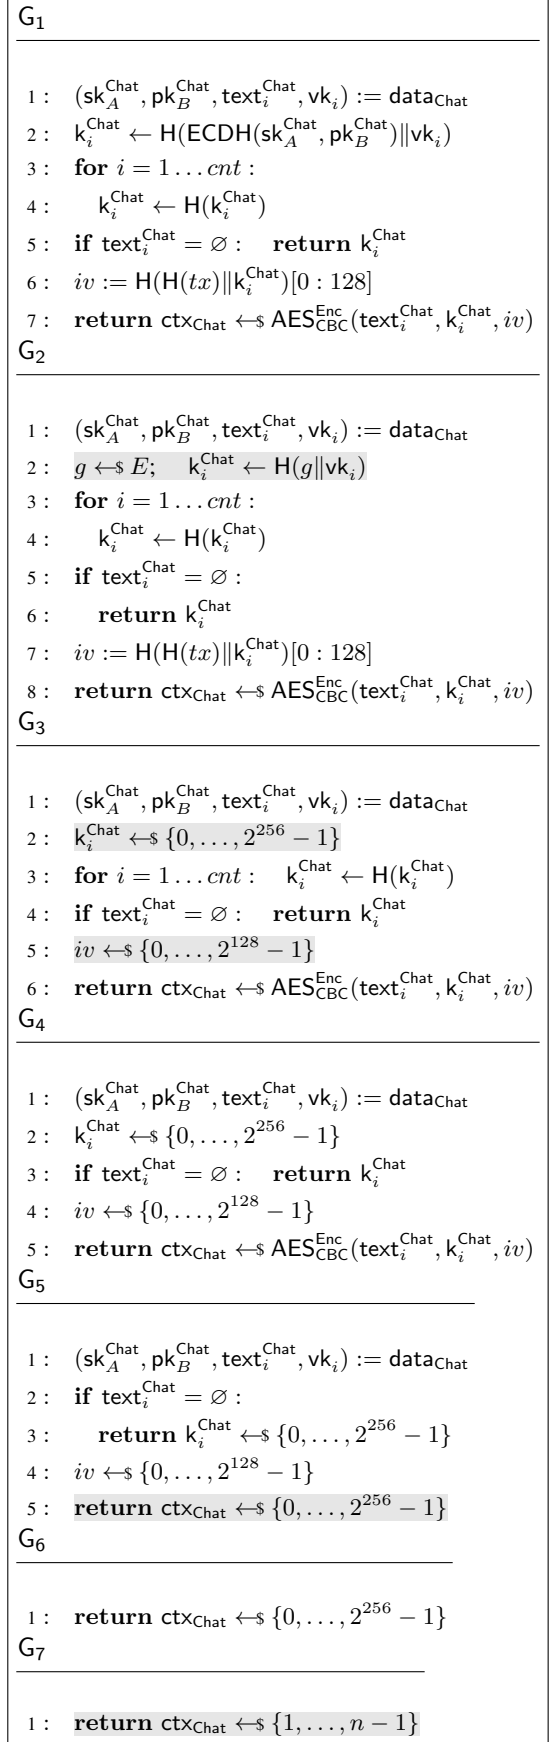 G₁
1 : (sk_A^Chat, pk_B^Chat, text_i^Chat, vk_i) := data_Chat
2 : k_i^Chat ← H(ECDH(sk_A^Chat, pk_B^Chat)‖vk_i)
3 : for i = 1 … cnt :
4 : k_i^Chat ← H(k_i^Chat)
5 : if text_i^Chat = ∅ : return k_i^Chat
6 : iv := H(H(tx)‖k_i^Chat)[0 : 128]
7 : return ctx_Chat ←$ AES_CBC^Enc(text_i^Chat, k_i^Chat, iv)
G₂
1 : (sk_A^Chat, pk_B^Chat, text_i^Chat, vk_i) := data_Chat
2 : g ←$ E; k_i^Chat ← H(g‖vk_i)
3 : for i = 1 … cnt :
4 : k_i^Chat ← H(k_i^Chat)
5 : if text_i^Chat = ∅ :
6 : return k_i^Chat
7 : iv := H(H(tx)‖k_i^Chat)[0 : 128]
8 : return ctx_Chat ←$ AES_CBC^Enc(text_i^Chat, k_i^Chat, iv)
G₃
1 : (sk_A^Chat, pk_B^Chat, text_i^Chat, vk_i) := data_Chat
2 : k_i^Chat ←$ {0, …, 2^256 − 1}
3 : for i = 1 … cnt : k_i^Chat ← H(k_i^Chat)
4 : if text_i^Chat = ∅ : return k_i^Chat
5 : iv ←$ {0, …, 2^128 − 1}
6 : return ctx_Chat ←$ AES_CBC^Enc(text_i^Chat, k_i^Chat, iv)
G₄
1 : (sk_A^Chat, pk_B^Chat, text_i^Chat, vk_i) := data_Chat
2 : k_i^Chat ←$ {0, …, 2^256 − 1}
3 : if text_i^Chat = ∅ : return k_i^Chat
4 : iv ←$ {0, …, 2^128 − 1}
5 : return ctx_Chat ←$ AES_CBC^Enc(text_i^Chat, k_i^Chat, iv)
G₅
1 : (sk_A^Chat, pk_B^Chat, text_i^Chat, vk_i) := data_Chat
2 : if text_i^Chat = ∅ :
3 : return k_i^Chat ←$ {0, …, 2^256 − 1}
4 : iv ←$ {0, …, 2^128 − 1}
5 : return ctx_Chat ←$ {0, …, 2^256 − 1}
G₆
1 : return ctx_Chat ←$ {0, …, 2^256 − 1}
G₇
1 : return ctx_Chat ←$ {1, …, n − 1}